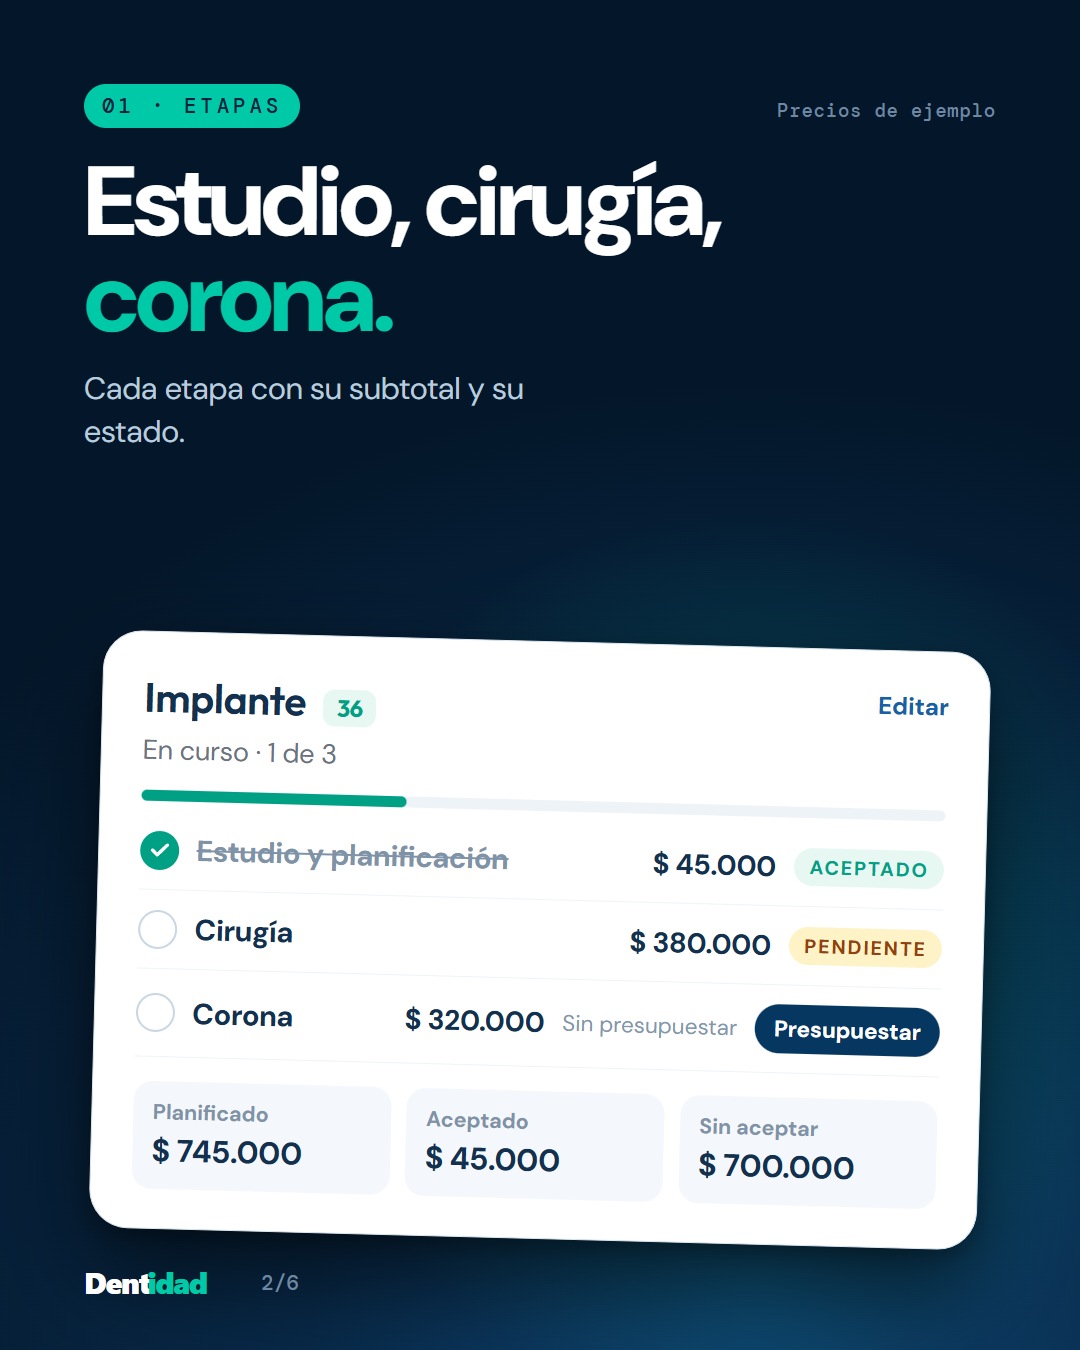 01 · ETAPAS
Precios de ejemplo
Estudio, cirugía,
corona.
Cada etapa con su subtotal y su
estado.
Implante 36
Editar
En curso · 1 de 3
Estudio y planificación $ 45.000 ACEPTADO
Cirugía $ 380.000 PENDIENTE
Corona $ 320.000 Sin presupuestar Presupuestar
Planificado Aceptado Sin aceptar
$ 745.000 $ 45.000 $ 700.000
Dentidad 2/6